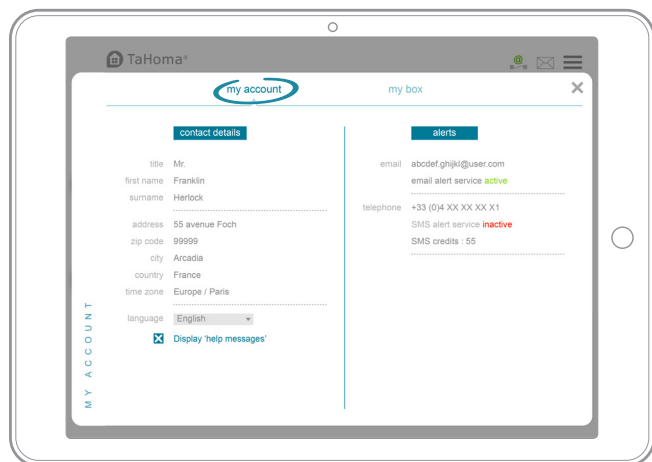 TaHoma®
@
my account
my box
contact details
title Mr.
first name Franklin
surname Herlock
address 55 avenue Foch
zip code 99999
city Arcadia
country France
time zone Europe / Paris
language English
Display 'help messages'
alerts
email abcdef.ghijkl@user.com
email alert service active
telephone +33 (0)4 XX XX XX X1
SMS alert service inactive
SMS credits : 55
MY ACCOUNT